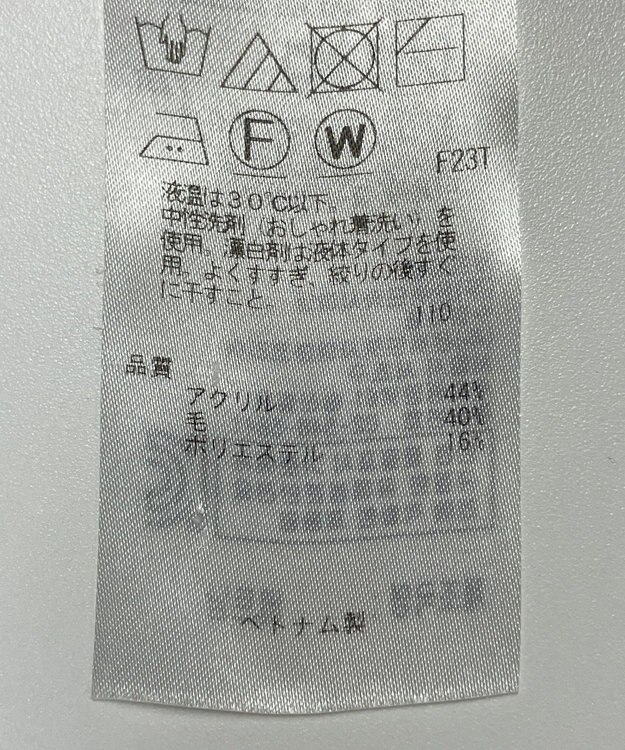 F
W
F23T
液温は30℃以下。
中性洗剤「おしゃれ着洗い」を
使用。漂白剤は液体タイプを使
用。よくすすぎ、絞りの後すぐ
に干すこと。
110
品質
アクリル 44%
毛 40%
ポリエステル 16%
ベトナム製